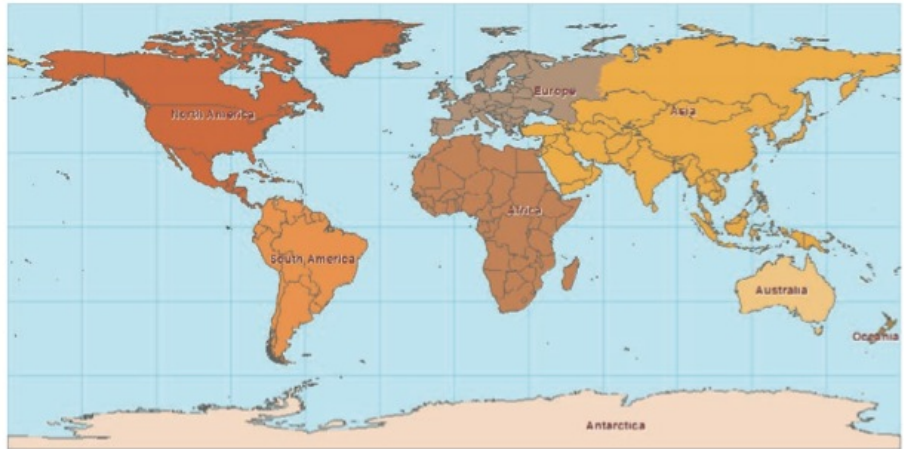 Europe
North America
Asia
Africa
South America
Australia
Oceania
Antarctica